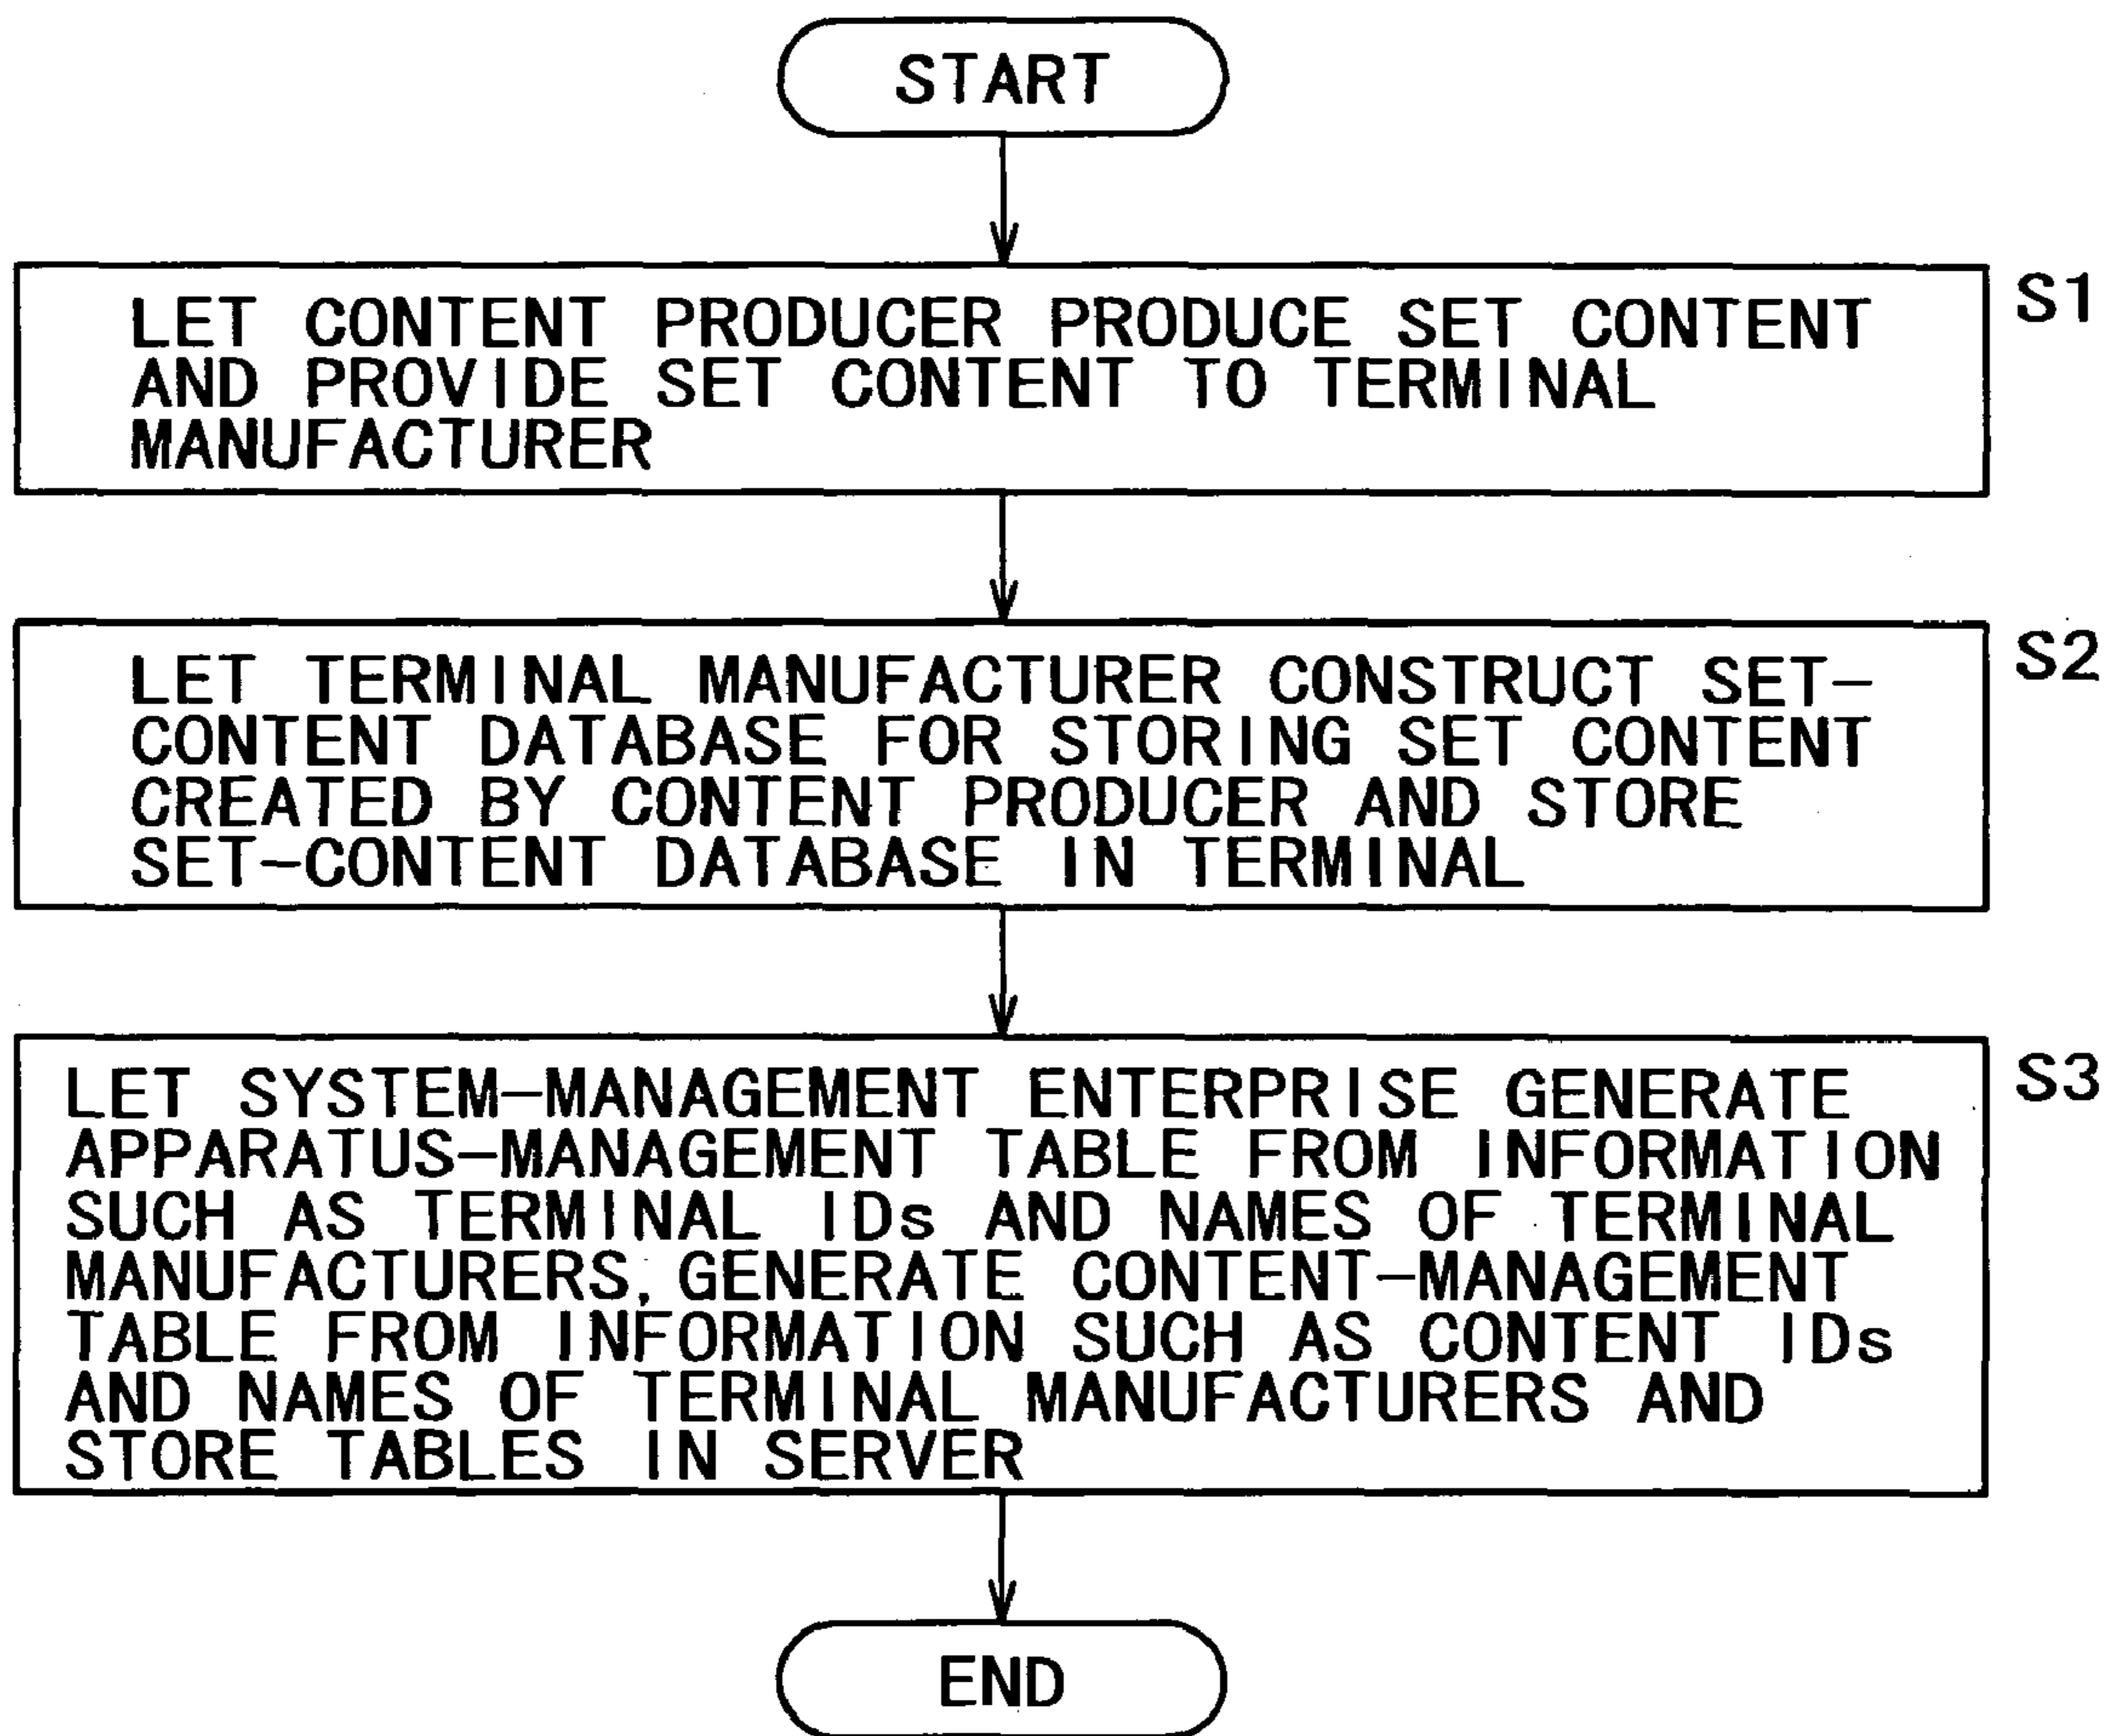 START
LET CONTENT PRODUCER PRODUCE SET CONTENT
AND PROVIDE SET CONTENT TO TERMINAL
MANUFACTURER
S1
LET TERMINAL MANUFACTURER CONSTRUCT SET-
CONTENT DATABASE FOR STORING SET CONTENT
CREATED BY CONTENT PRODUCER AND STORE
SET-CONTENT DATABASE IN TERMINAL
S2
LET SYSTEM-MANAGEMENT ENTERPRISE GENERATE
APPARATUS-MANAGEMENT TABLE FROM INFORMATION
SUCH AS TERMINAL IDs AND NAMES OF TERMINAL
MANUFACTURERS, GENERATE CONTENT-MANAGEMENT
TABLE FROM INFORMATION SUCH AS CONTENT IDs
AND NAMES OF TERMINAL MANUFACTURERS AND
STORE TABLES IN SERVER
S3
END